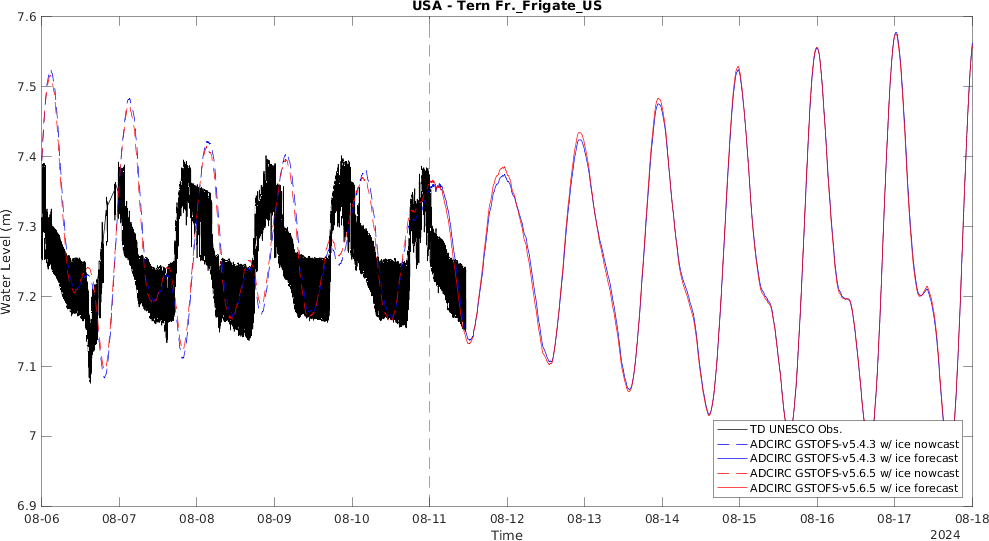 USA - Tern Fr._Frigate_US
7.6
7.5
7.4
7.3
7.2
7.1
7
6.9
Water Level (m)
08-06 08-07 08-08 08-09 08-10 08-11 08-12 08-13 08-14 08-15 08-16 08-17 08-18
Time
2024
TD UNESCO Obs.
ADCIRC GSTOFS-v5.4.3 w/ ice nowcast
ADCIRC GSTOFS-v5.4.3 w/ ice forecast
ADCIRC GSTOFS-v5.6.5 w/ ice nowcast
ADCIRC GSTOFS-v5.6.5 w/ ice forecast